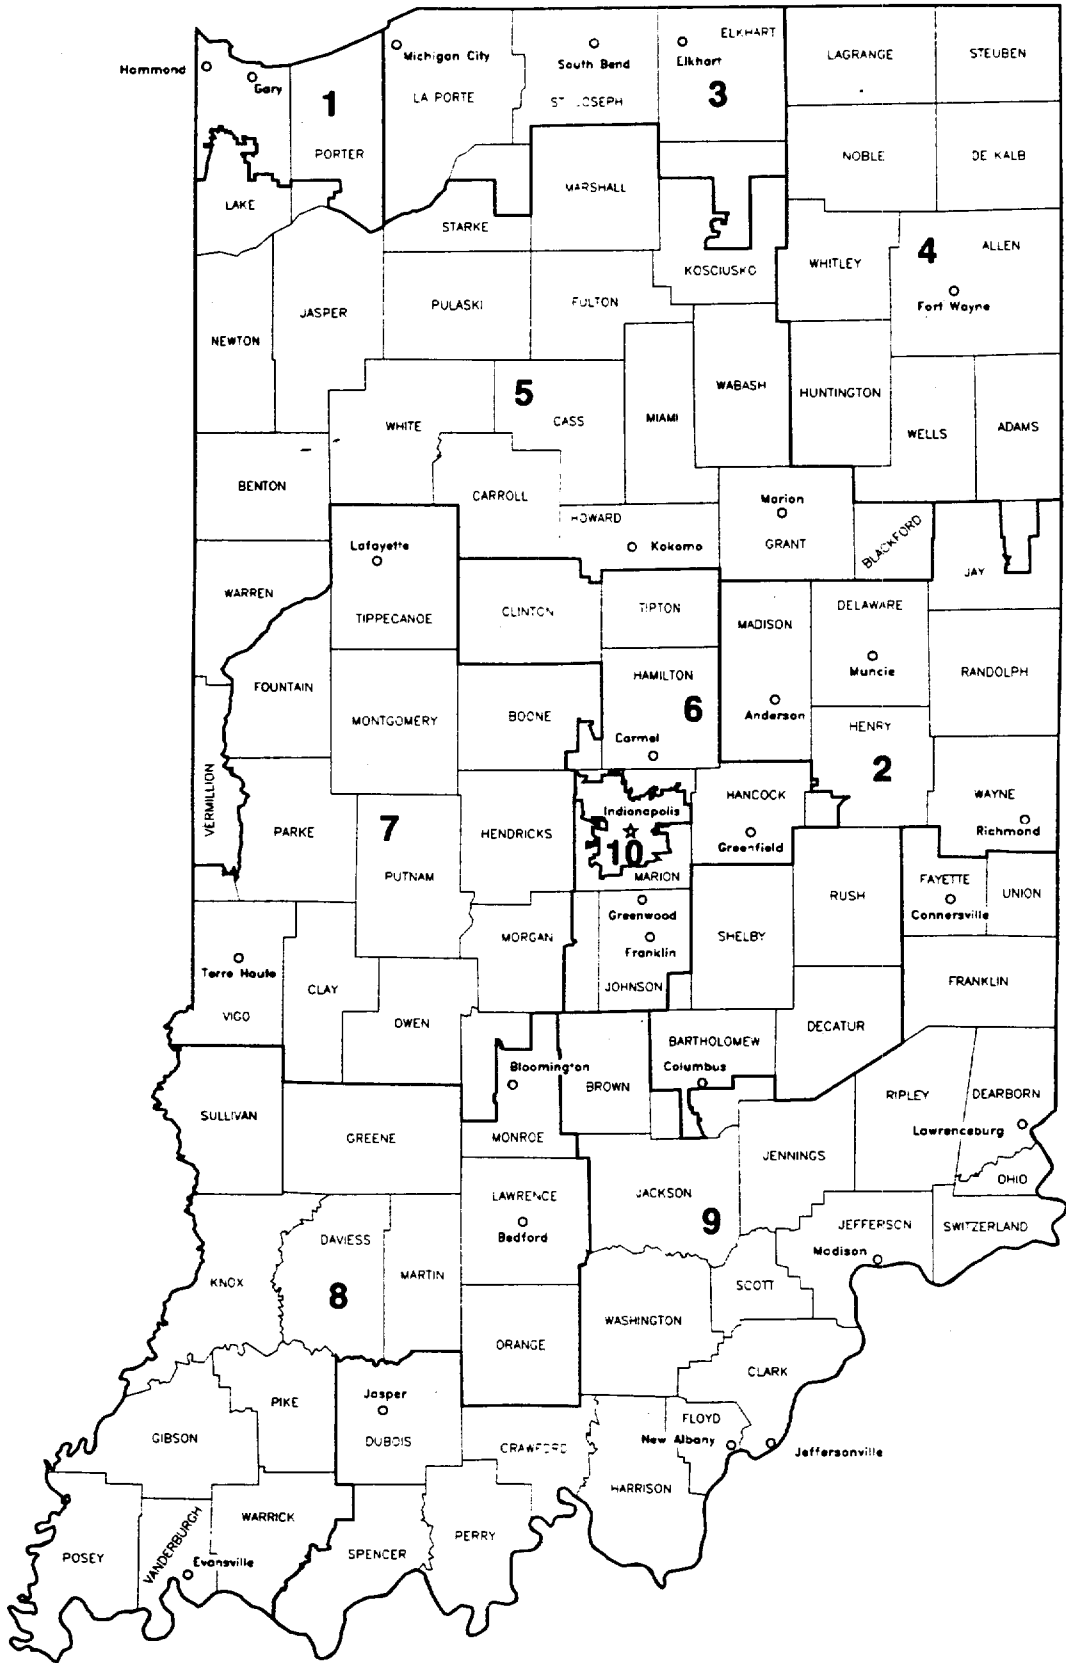 ELKHART
LAGRANGE
STEUBEN
Hammond
Gary
Michigan City
South Bend
Elkhart
1
LA PORTE
3
PORTER
NOBLE
DE KALB
MARSHALL
LAKE
STARKE
4
ALLEN
KOSCIUSKO
WHITLEY
Fort Wayne
JASPER
PULASKI
FULTON
NEWTON
5
WABASH
HUNTINGTON
WHITE
CASS
MIAMI
WELLS
ADAMS
BENTON
CARROLL
Marion
HOWARD
Lafayette
Kokomo
GRANT
BLACKFORD
JAY
WARREN
TIPPECANOE
CLINTON
TIPTON
MADISON
DELAWARE
Muncie
RANDOLPH
FOUNTAIN
MONTGOMERY
BOONE
HAMILTON
6
Anderson
HENRY
Carmel
2
VERMILLION
HANCOCK
WAYNE
Indianapolis
Richmond
PARKE
7
HENDRICKS
10
Greenfield
PUTNAM
MARION
RUSH
FAYETTE
UNION
Greenwood
Connersville
MORGAN
SHELBY
Franklin
Terre Haute
CLAY
JOHNSON
FRANKLIN
VIGO
OWEN
DECATUR
BARTHOLOMEW
Bloomington
Columbus
BROWN
RIPLEY
DEARBORN
SULLIVAN
GREENE
MONROE
Lawrenceburg
JENNINGS
OHIO
LAWRENCE
JACKSON
9
JEFFERSON
SWITZERLAND
DAVIESS
Bedford
Madison
KNOX
8
MARTIN
SCOTT
WASHINGTON
ORANGE
CLARK
Jasper
PIKE
FLOYD
GIBSON
DUBOIS
CRAWFORD
New Albany
Jeffersonville
HARRISON
WARRICK
VANDERBURGH
POSEY
Evansville
SPENCER
PERRY